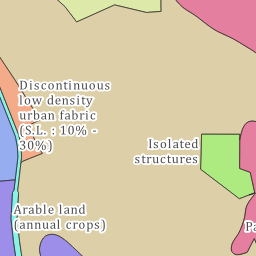 Discontinuous
low density
urban fabric
(S.L. : 10% -
30%)
Isolated
structures
Arable land
(annual crops)